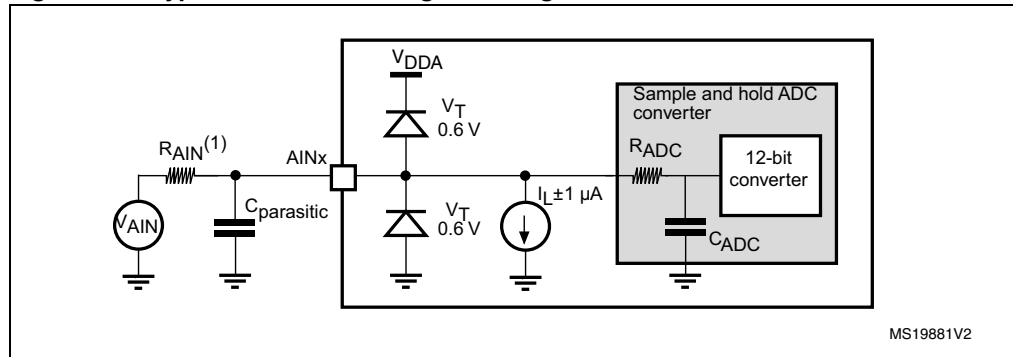 V_DDA
Sample and hold ADC
converter
V_T
0.6 V
R_AIN(1)
AINx
R_ADC
12-bit
converter
I_L±1 µA
V_AIN
C_parasitic
V_T
0.6 V
C_ADC
MS19881V2